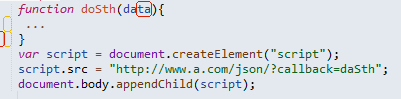 function doSth(data){
...
}
var script = document.createElement("script");
script.src = "http://www.a.com/json/?callback=daSth";
document.body.appendChild(script);